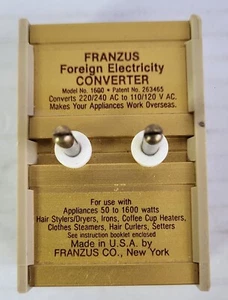 FRANZUS
Foreign Electricity
CONVERTER
Model No. 1600 • Patent No. 263465
Converts 220/240 AC to 110/120 V AC.
Makes Your Appliances Work Overseas.
For use with
Appliances 50 to 1600 watts
Hair Stylers/Dryers, Irons, Coffee Cup Heaters,
Clothes Steamers, Hair Curlers, Setters
See instruction booklet enclosed
Made in U.S.A. by
FRANZUS CO., New York